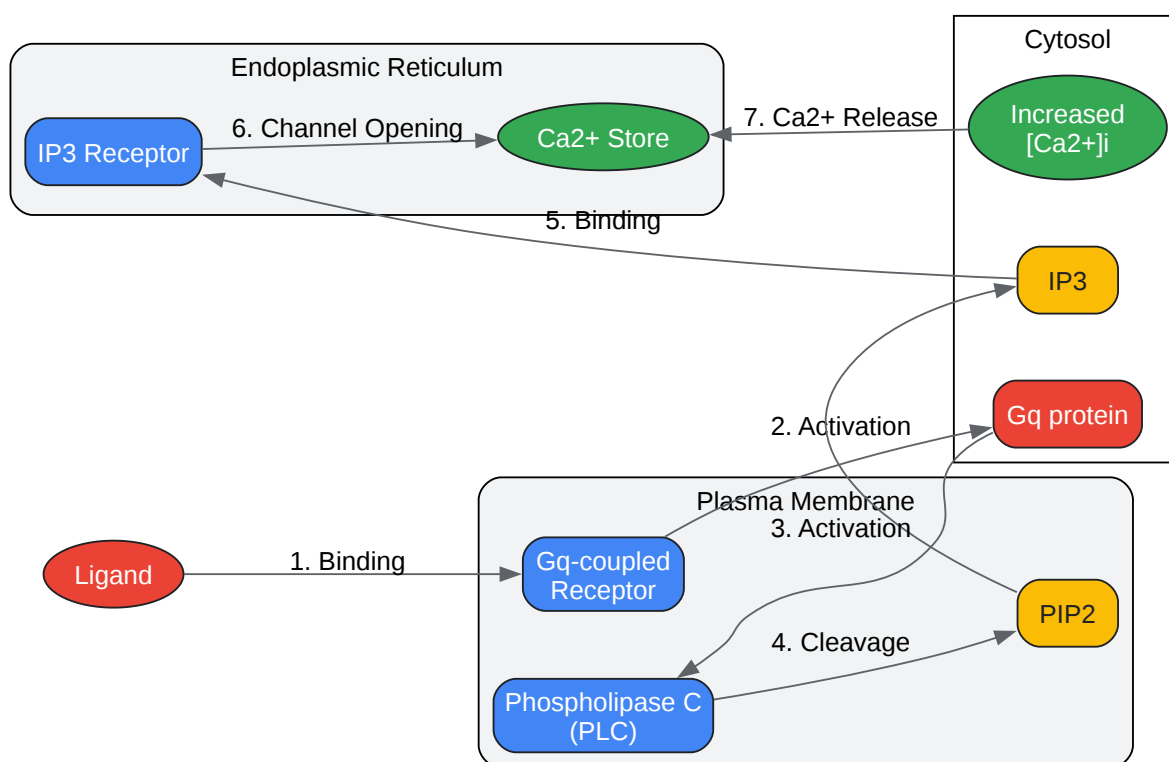 Cytosol
Endoplasmic Reticulum
IP3 Receptor
6. Channel Opening
Ca2+ Store
7. Ca2+ Release
Increased
[Ca2+]i
5. Binding
IP3
Gq protein
2. Activation
Plasma Membrane
3. Activation
Ligand
1. Binding
Gq-coupled
Receptor
PIP2
4. Cleavage
Phospholipase C
(PLC)